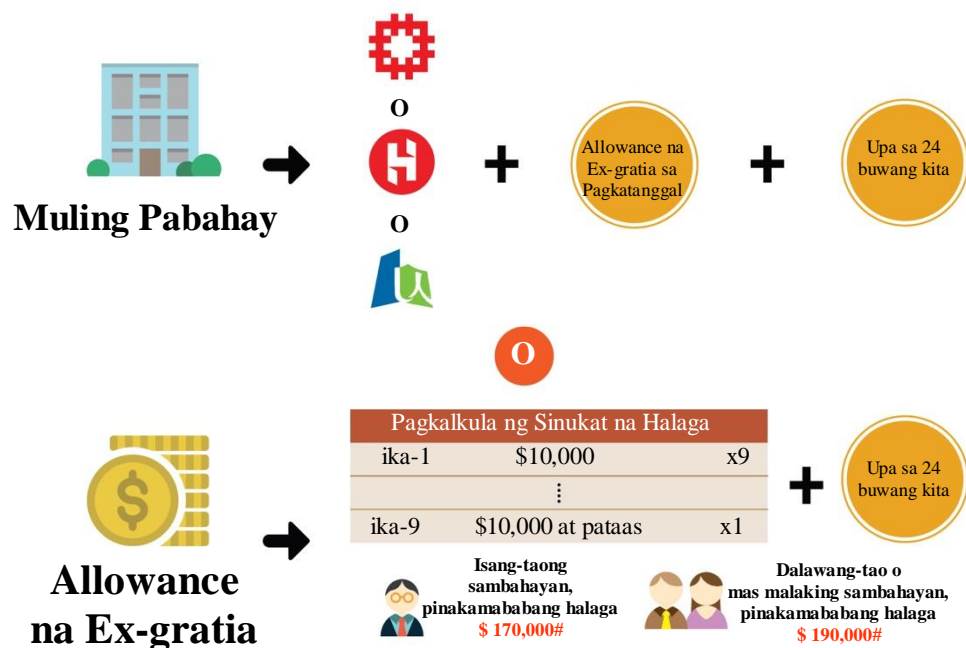 O
Muling Pabahay
O
Allowance na
Ex-gratia sa
Pagkatanggal
Upa sa 24
buwang kita
O
Pagkalkula ng Sinukat na Halaga
ika-1 $10,000 x9
⁞
ika-9 $10,000 at pataas x1
Upa sa 24
buwang kita
Allowance
na Ex-gratia
Isang-taong
sambahayan,
pinakamababang halaga
$ 170,000#
Dalawang-tao o
mas malaking sambahayan,
pinakamababang halaga
$ 190,000#